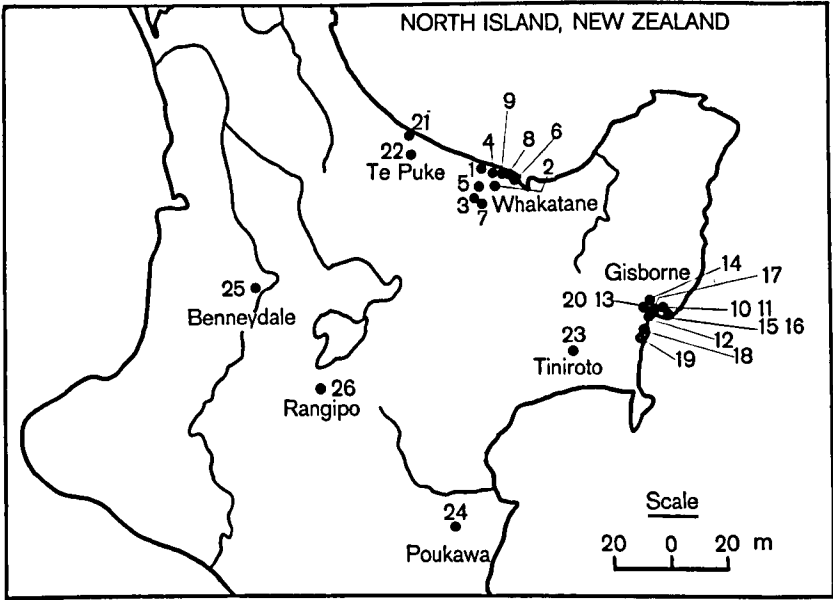 NORTH ISLAND, NEW ZEALAND
9
21
4
8
6
22
1
2
Te Puke
5
3
Whakatane
7
Gisborne
14
17
25
20 13
10 11
Benneydale
15 16
23
12
18
Tiniroto
19
26
Rangipo
Scale
24
20 0 20 m
Poukawa